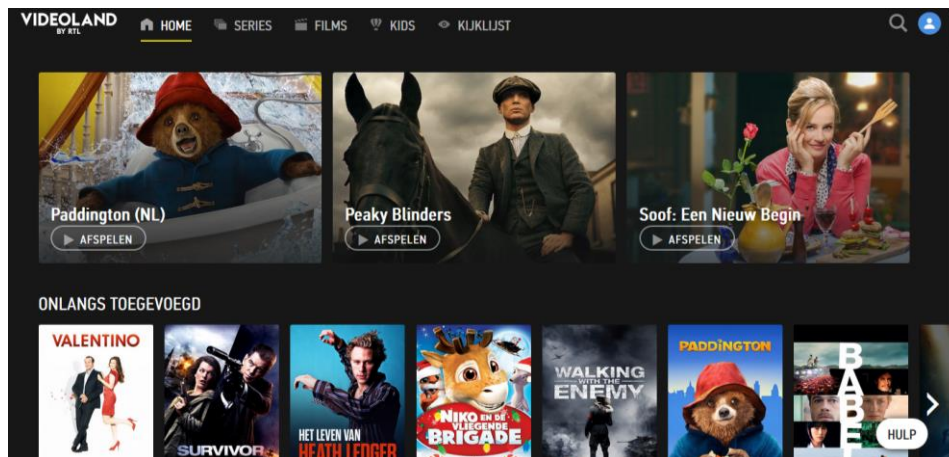 VIDEOLAND
BY RTL
HOME
SERIES
FILMS
KIDS
KIJKLIJST
Paddington (NL)
AFSPELEN
Peaky Blinders
AFSPELEN
Soof: Een Nieuw Begin
AFSPELEN
ONLANGS TOEGEVOEGD
VALENTINO
SURVIVOR
HET LEVEN VAN
HEATH LEDGER
NIKO EN DE
VLIEGENDE
BRIGADE
WALKING
WITH THE
ENEMY
PADDINGTON
BABE
HULP